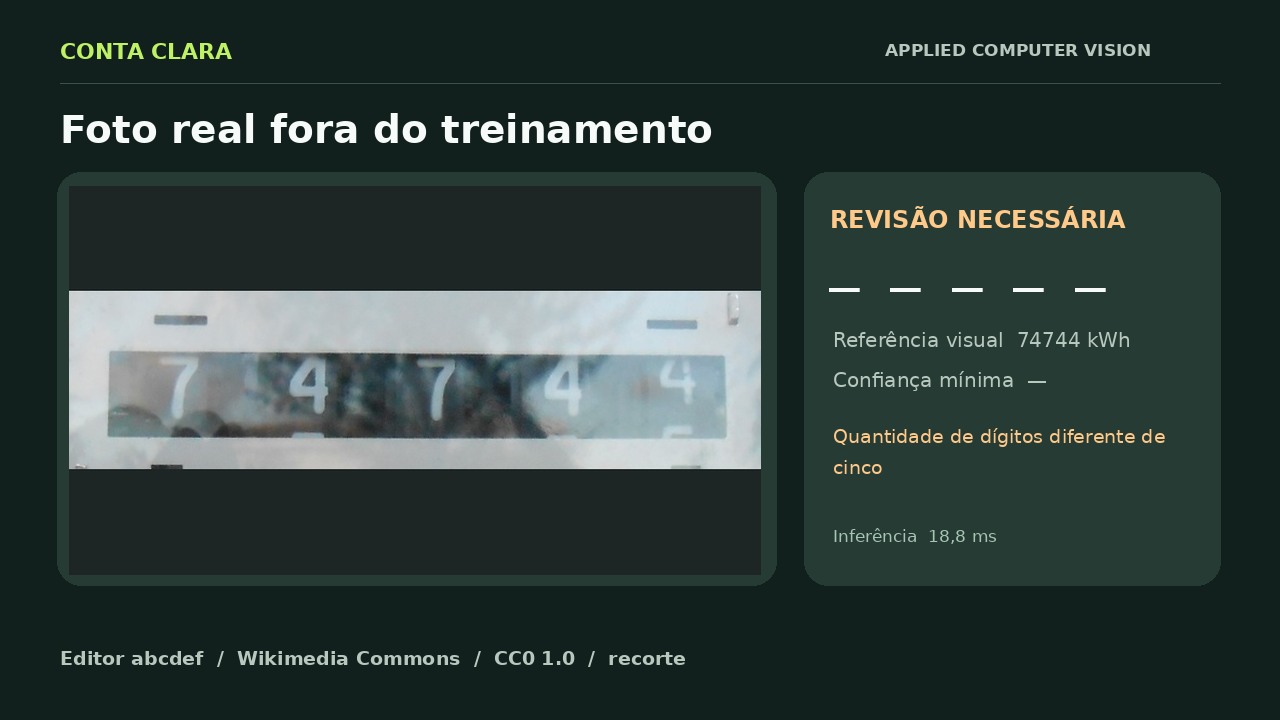 CONTA CLARA
APPLIED COMPUTER VISION
Foto real fora do treinamento
7 4 7 4 4
REVISÃO NECESSÁRIA
— — — — —
Referência visual 74744 kWh
Confiança mínima —
Quantidade de dígitos diferente de
cinco
Inferência 18,8 ms
Editor abcdef / Wikimedia Commons / CC0 1.0 / recorte